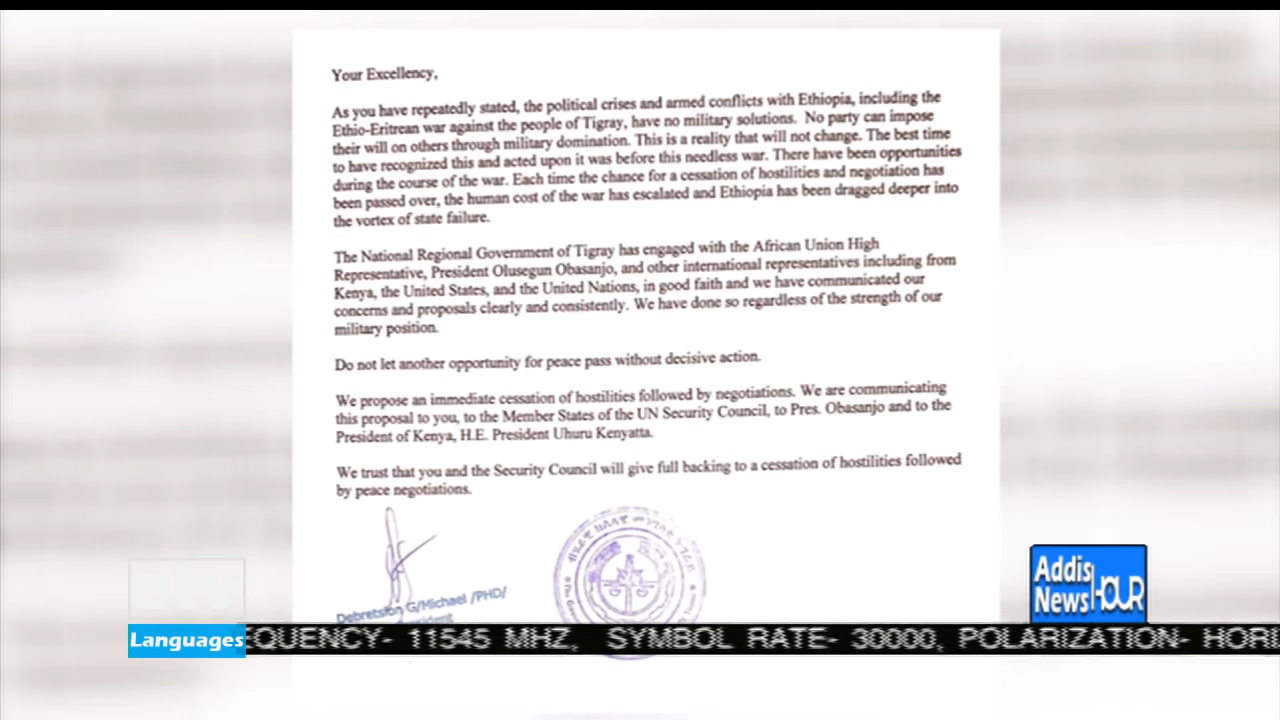 Your Excellency,
As you have repeatedly stated, the political crises and armed conflicts with Ethiopia, including the
Ethio-Eritrean war against the people of Tigray, have no military solutions. No party can impose
their will on others through military domination. This is a reality that will not change. The best time
to have recognized this and acted upon it was before this needless war. There have been opportunities
during the course of the war. Each time the chance for a cessation of hostilities and negotiation has
been passed over, the human cost of the war has escalated and Ethiopia has been dragged deeper into
the vortex of state failure.
The National Regional Government of Tigray has engaged with the African Union High
Representative, President Olusegun Obasanjo, and other international representatives including from
Kenya, the United States, and the United Nations, in good faith and we have communicated our
concerns and proposals clearly and consistently. We have done so regardless of the strength of our
military position.
Do not let another opportunity for peace pass without decisive action.
We propose an immediate cessation of hostilities followed by negotiations. We are communicating
this proposal to you, to the Member States of the UN Security Council, to Pres. Obasanjo and to the
President of Kenya, H.E. President Uhuru Kenyatta.
We trust that you and the Security Council will give full backing to a cessation of hostilities followed
by peace negotiations.
Debretsion G/Michael /PHD/
Addis
News HOUR
Languages
EQUENCY- 11545 MHZ, SYMBOL RATE- 30000, POLARIZATION- HORI